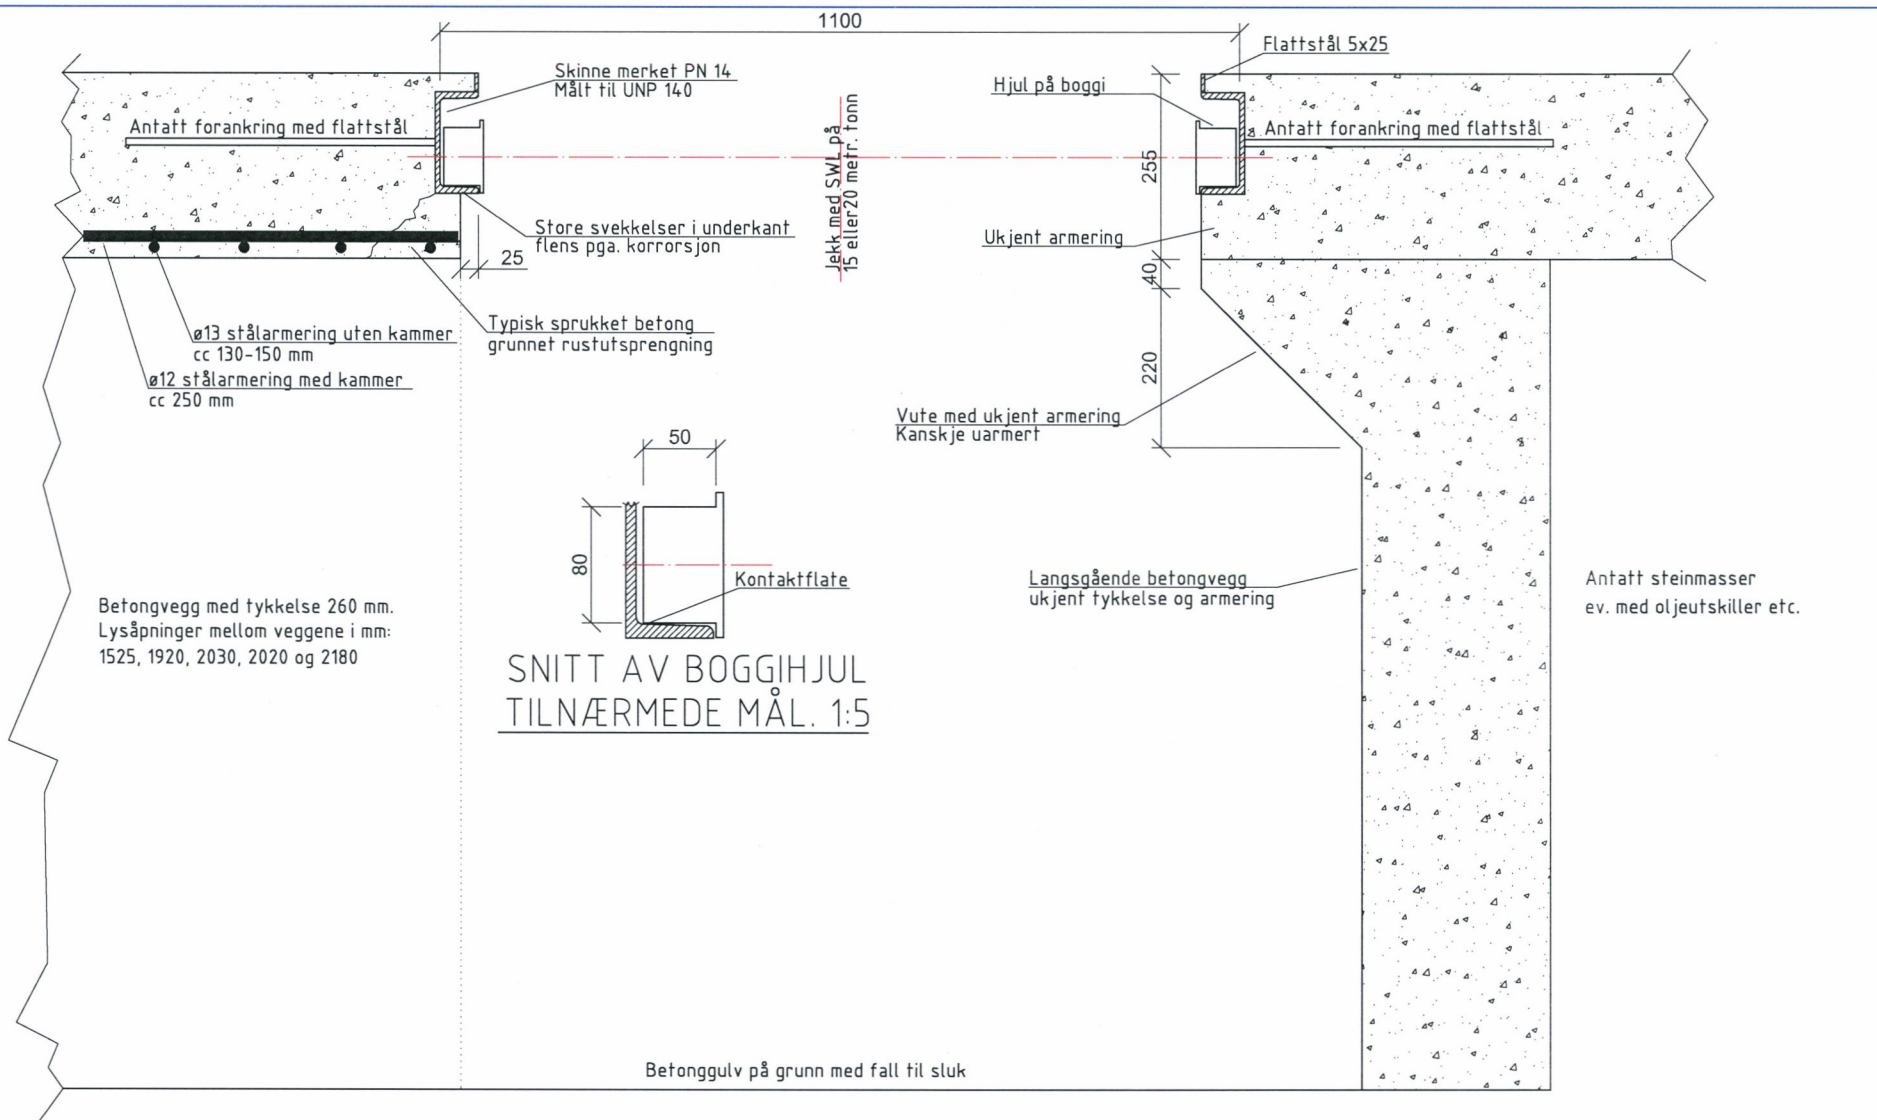 1100
Flattstål 5x25
Skinne merket PN 14
Målt til UNP 140
Hjul på boggi
Antatt forankring med flattstål
Antatt forankring med flattstål
Jekk med SWL på
15 eller20 metr. tonn
255
Store svekkelser i underkant
flens pga. korrorsjon
25
Ukjent armering
40
ø13 stålarmering uten kammer
cc 130-150 mm
Typisk sprukket betong
grunnet rustutsprengning
ø12 stålarmering med kammer
cc 250 mm
220
Vute med ukjent armering
Kanskje uarmert
50
80
Kontaktflate
Betongvegg med tykkelse 260 mm.
Lysåpninger mellom veggene i mm:
1525, 1920, 2030, 2020 og 2180
SNITT AV BOGGIHJUL
TILNÆRMEDE MÅL. 1:5
Langsgående betongvegg
ukjent tykkelse og armering
Antatt steinmasser
ev. med oljeutskiller etc.
Betonggulv på grunn med fall til sluk